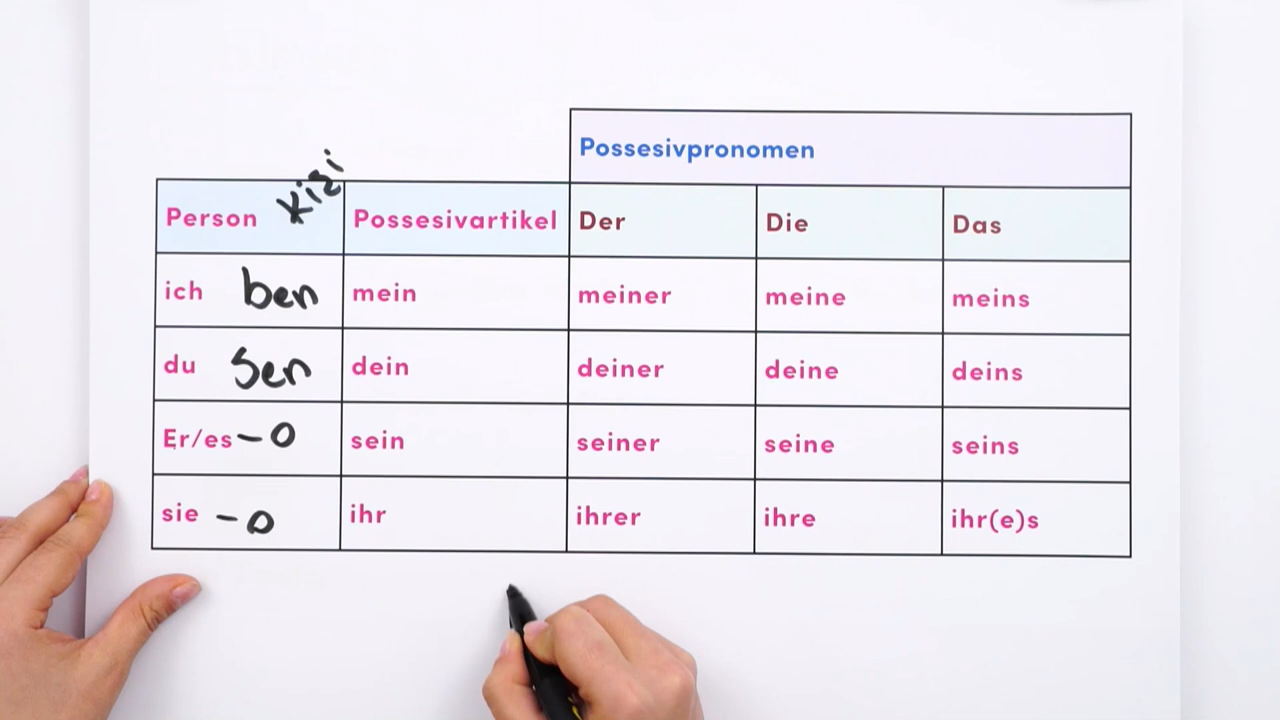 Possesivpronomen
Person Kişi Possesivartikel Der Die Das
ich ben mein meiner meine meins
du Sen dein deiner deine deins
Er/es - O sein seiner seine seins
sie - O ihr ihrer ihre ihr(e)s